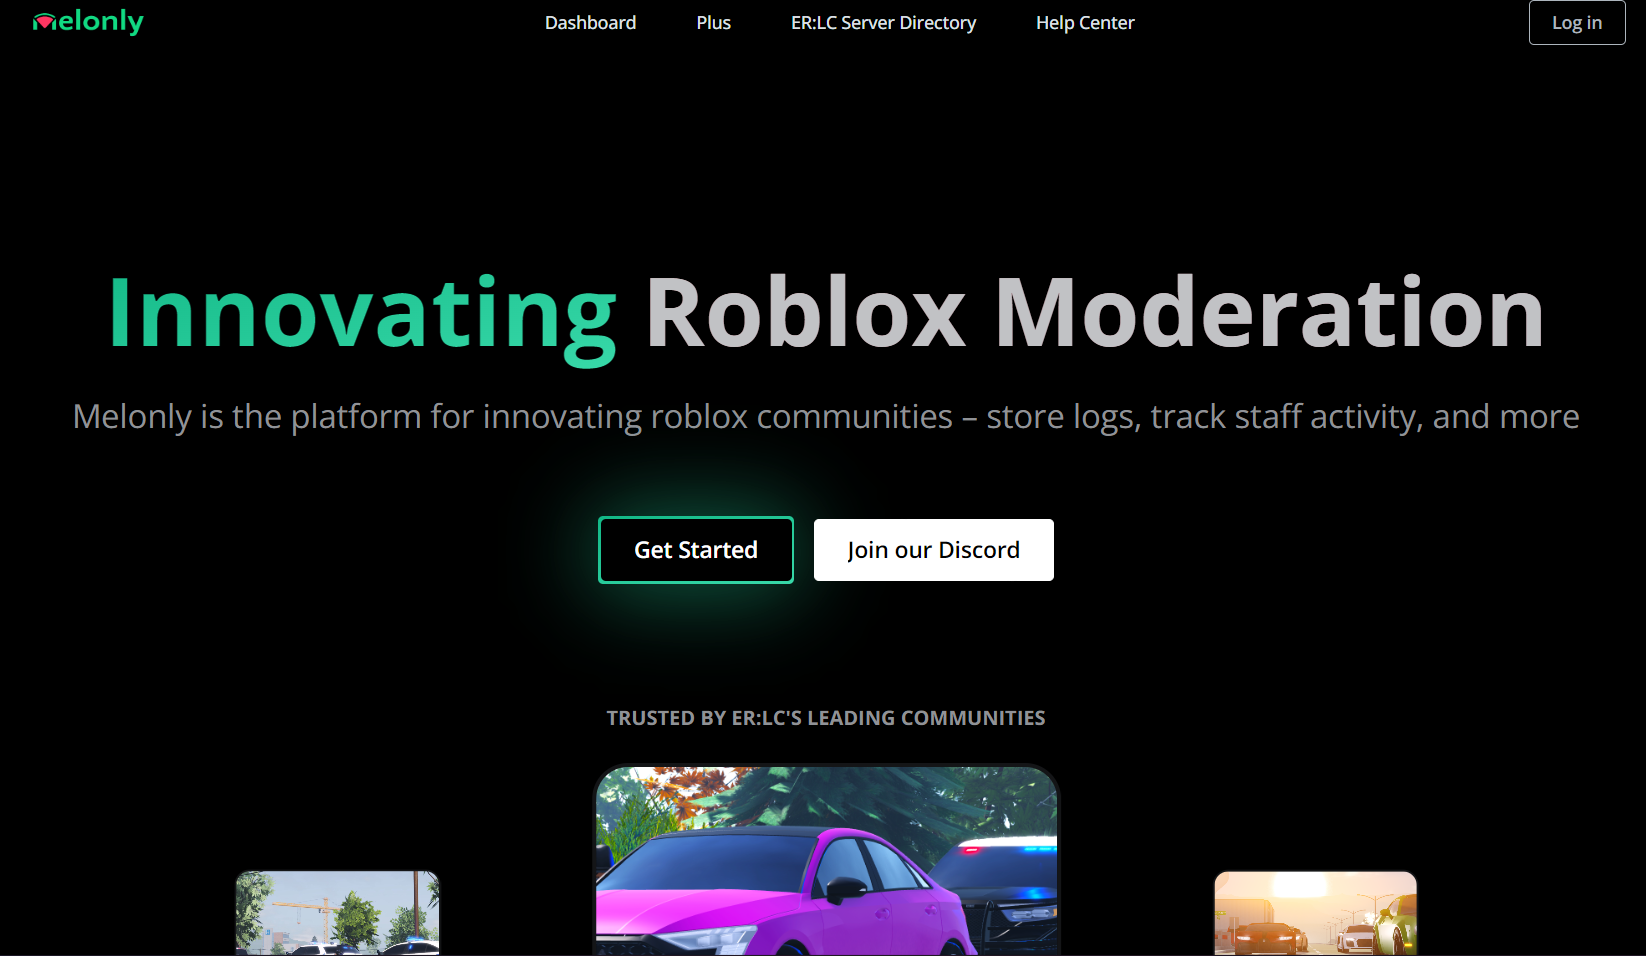 Melonly
Dashboard
Plus
ER:LC Server Directory
Help Center
Log in
Innovating Roblox Moderation
Melonly is the platform for innovating roblox communities – store logs, track staff activity, and more
Get Started
Join our Discord
TRUSTED BY ER:LC'S LEADING COMMUNITIES